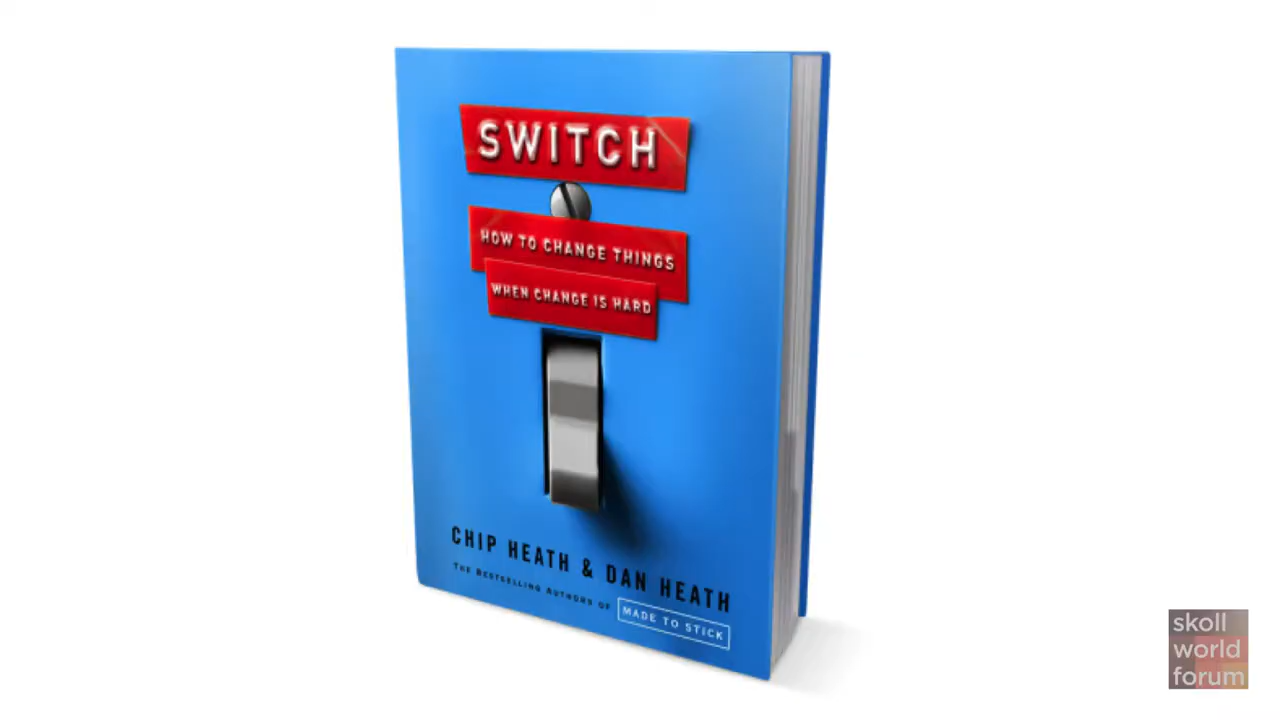 SWITCH
HOW TO CHANGE THINGS
WHEN CHANGE IS HARD
CHIP HEATH & DAN HEATH
THE BESTSELLING AUTHORS OF MADE TO STICK
skoll
world
forum